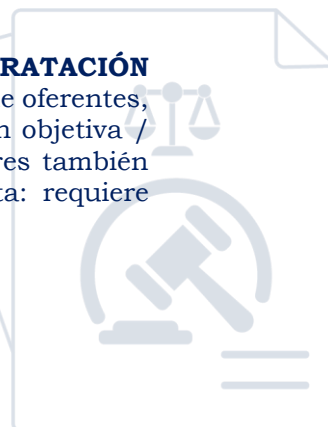 RATACIÓN
e oferentes,
n objetiva /
res también
ta: requiere